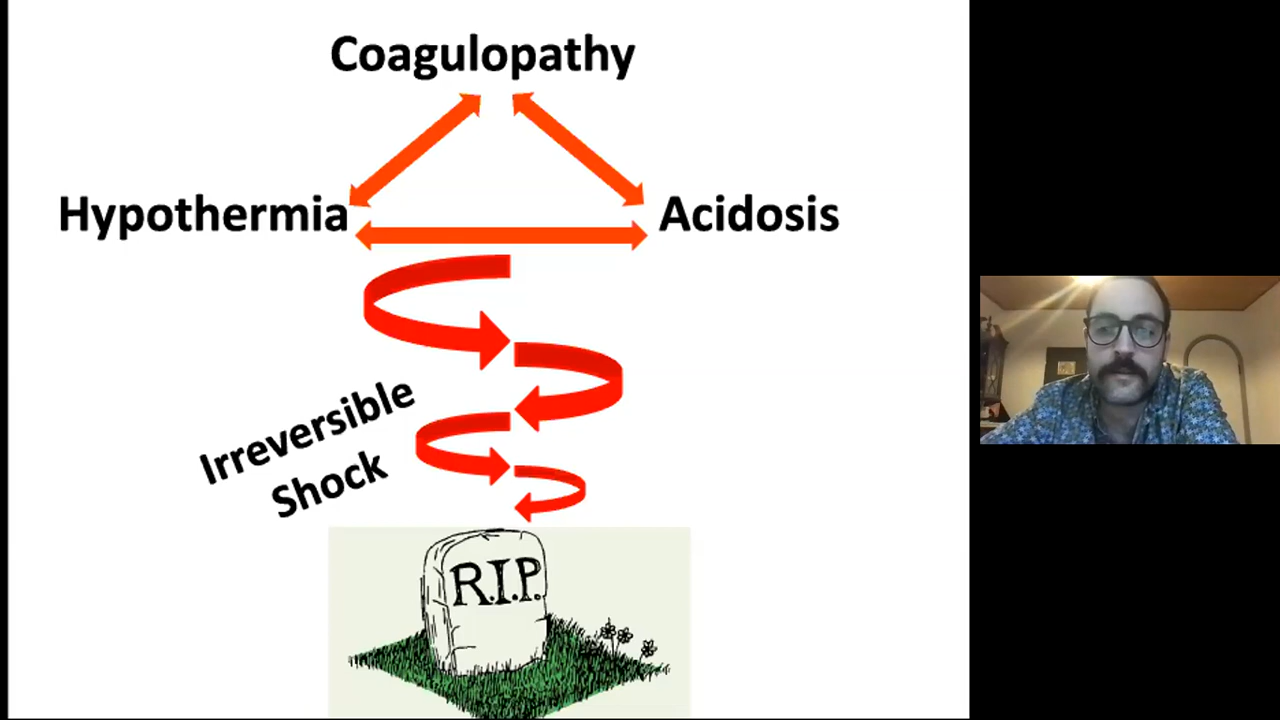 Coagulopathy
Hypothermia
Acidosis
Irreversible
Shock
R.I.P.